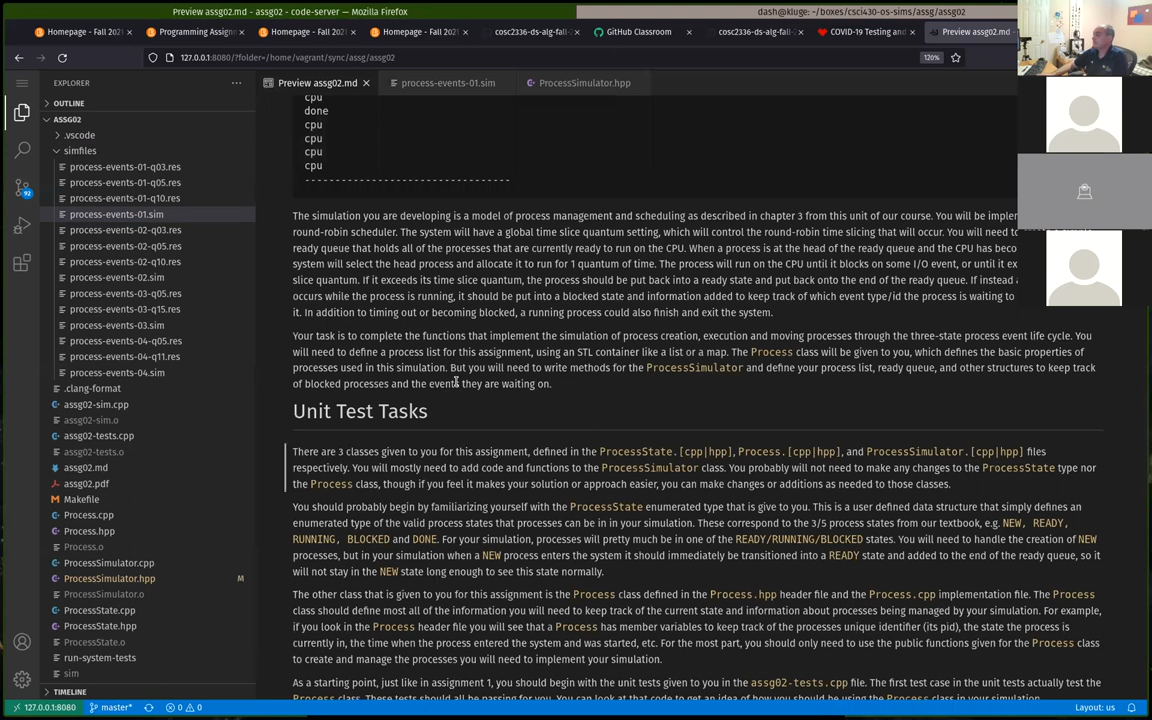 Preview assg02.md - assg02 - code-server — Mozilla Firefox
dash@kluge: ~/boxes/csci430-os-sims/assg/assg02
Homepage - Fall 202
Programming Assignm
Homepage - Fall 2021
Homepage - Fall 2021
cosc2336-ds-alg-fall-2
GitHub Classroom
cosc2336-ds-alg-fall-2
COVID-19 Testing and
Preview assg02.md -
127.0.0.1:8080/?folder=/home/vagrant/sync/assg/assg02
120%
EXPLORER
Preview assg02.md
process-events-01.sim
ProcessSimulator.hpp
OUTLINE
ASSG02
.vscode
simfiles
process-events-01-q03.res
process-events-01-q05.res
process-events-01-q10.res
process-events-01.sim
process-events-02-q03.res
process-events-02-q05.res
process-events-02-q10.res
process-events-02.sim
process-events-03-q05.res
process-events-03-q15.res
process-events-03.sim
process-events-04-q05.res
process-events-04-q11.res
process-events-04.sim
.clang-format
assg02-sim.cpp
assg02-sim.o
assg02-tests.cpp
assg02-tests.o
assg02.md
assg02.pdf
Makefile
Process.cpp
Process.hpp
Process.o
ProcessSimulator.cpp
ProcessSimulator.hpp M
ProcessSimulator.o
ProcessState.cpp
ProcessState.hpp
ProcessState.o
run-system-tests
sim
TIMELINE
92
cpu
done
cpu
cpu
cpu
cpu
---------------------------------
The simulation you are developing is a model of process management and scheduling as described in chapter 3 from this unit of our course. You will be implem
round-robin scheduler. The system will have a global time slice quantum setting, which will control the round-robin time slicing that will occur. You will need to
ready queue that holds all of the processes that are currently ready to run on the CPU. When a process is at the head of the ready queue and the CPU has beco
system will select the head process and allocate it to run for 1 quantum of time. The process will run on the CPU until it blocks on some I/O event, or until it ex
slice quantum. If it exceeds its time slice quantum, the process should be put back into a ready state and put back onto the end of the ready queue. If instead a
occurs while the process is running, it should be put into a blocked state and information added to keep track of which event type/id the process is waiting to
it. In addition to timing out or becoming blocked, a running process could also finish and exit the system.
Your task is to complete the functions that implement the simulation of process creation, execution and moving processes through the three-state process event life cycle. You
will need to define a process list for this assignment, using an STL container like a list or a map. The Process class will be given to you, which defines the basic properties of
processes used in this simulation. But you will need to write methods for the ProcessSimulator and define your process list, ready queue, and other structures to keep track
of blocked processes and the events they are waiting on.
Unit Test Tasks
There are 3 classes given to you for this assignment, defined in the ProcessState.[cpp|hpp], Process.[cpp|hpp], and ProcessSimulator.[cpp|hpp] files
respectively. You will mostly need to add code and functions to the ProcessSimulator class. You probably will not need to make any changes to the ProcessState type nor
the Process class, though if you feel it makes your solution or approach easier, you can make changes or additions as needed to those classes.
You should probably begin by familiarizing yourself with the ProcessState enumerated type that is give to you. This is a user defined data structure that simply defines an
enumerated type of the valid process states that processes can be in in your simulation. These correspond to the 3/5 process states from our textbook, e.g. NEW, READY,
RUNNING, BLOCKED and DONE. For your simulation, processes will pretty much be in one of the READY/RUNNING/BLOCKED states. You will need to handle the creation of NEW
processes, but in your simulation when a NEW process enters the system it should immediately be transitioned into a READY state and added to the end of the ready queue, so it
will not stay in the NEW state long enough to see this state normally.
The other class that is given to you for this assignment is the Process class defined in the Process.hpp header file and the Process.cpp implementation file. The Process
class should define most all of the information you will need to keep track of the current state and information about processes being managed by your simulation. For example,
if you look in the Process header file you will see that a Process has member variables to keep track of the processes unique identifier (its pid), the state the process is
currently in, the time when the process entered the system and was started, etc. For the most part, you should only need to use the public functions given for the Process class
to create and manage the processes you will need to implement your simulation.
As a starting point, just like in assignment 1, you should begin with the unit tests given to you in the assg02-tests.cpp file. The first test case in the unit tests actually test the
Process class. These tests should all be passing for you. You can look at that code to get an idea of how you should be using the Process class in your simulation.
127.0.0.1:8080
master*
0
0
Layout: us